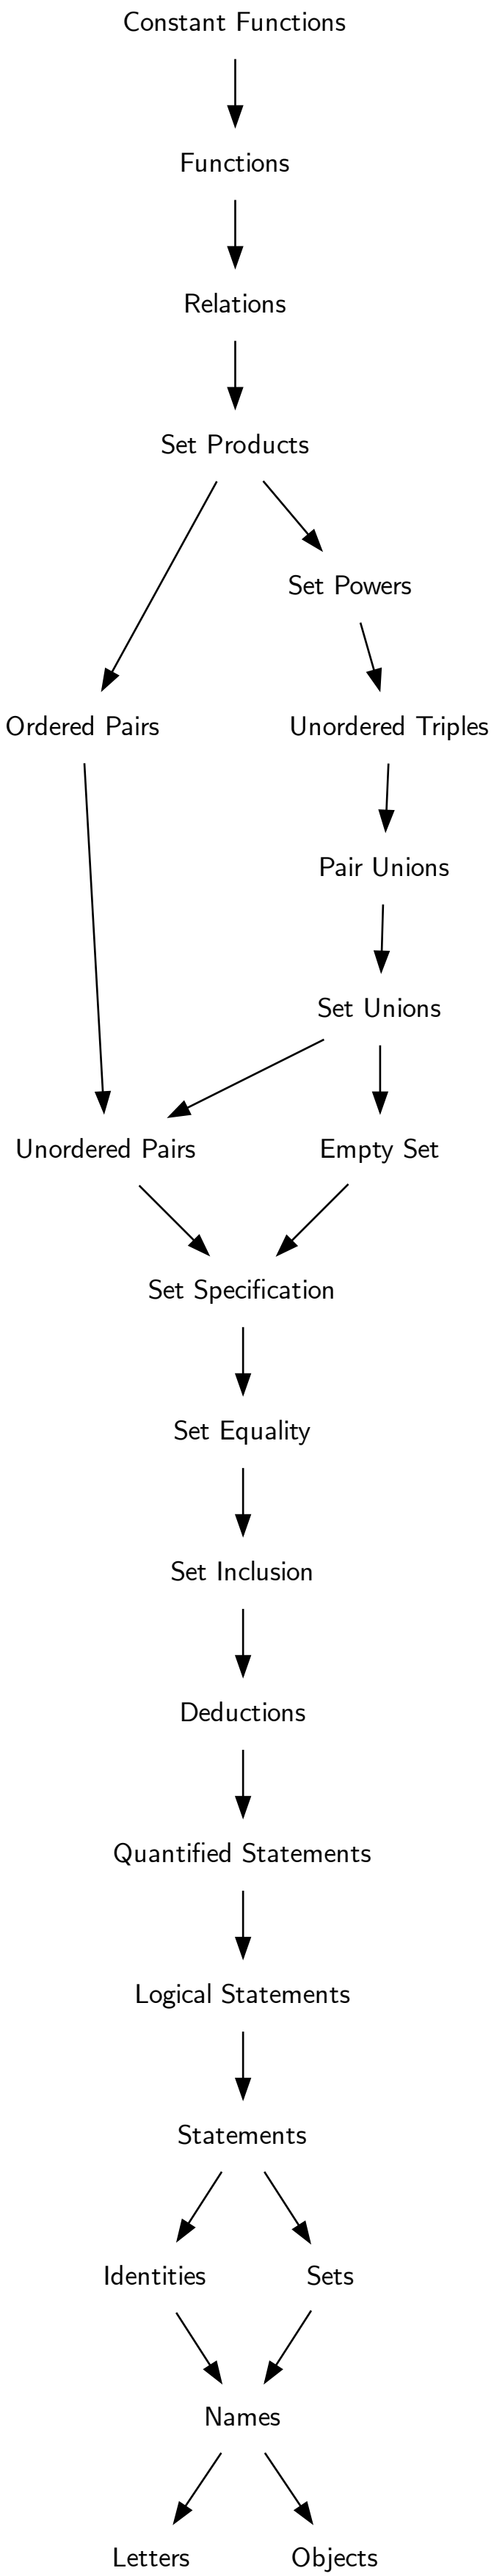 Constant Functions
Functions
Relations
Set Products
Set Powers
Ordered Pairs
Unordered Triples
Pair Unions
Set Unions
Unordered Pairs
Empty Set
Set Specification
Set Equality
Set Inclusion
Deductions
Quantified Statements
Logical Statements
Statements
Identities
Sets
Names
Letters
Objects